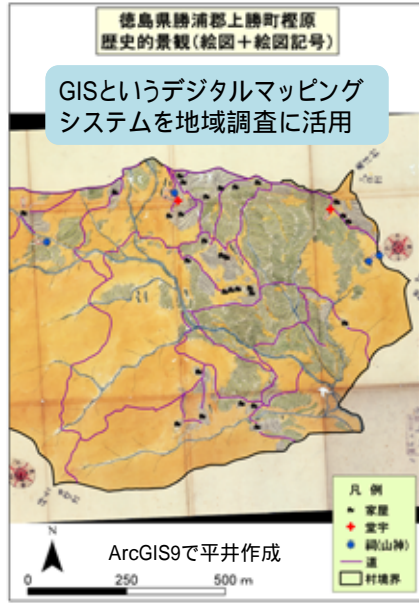 徳島県勝浦郡上勝町樫原
歴史的景観(絵図+絵図記号)
GISというデジタルマッピング
システムを地域調査に活用
凡 例
家屋
堂宇
祠(山神)
道
村境界
N
ArcGIS9で平井作成
0 250 500 m